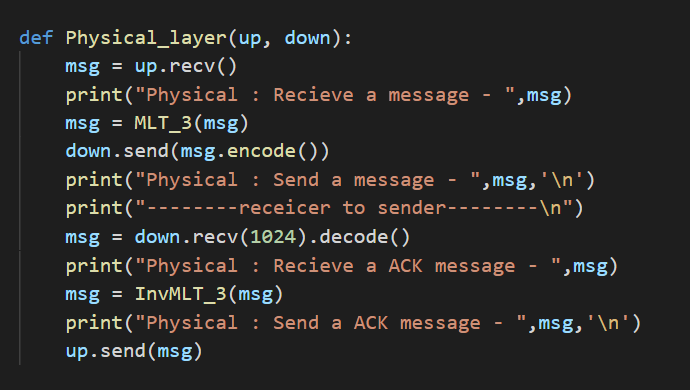 def Physical_layer(up, down):
    msg = up.recv()
    print("Physical : Recieve a message - ",msg)
    msg = MLT_3(msg)
    down.send(msg.encode())
    print("Physical : Send a message - ",msg,'\n')
    print("--------receicer to sender--------\n")
    msg = down.recv(1024).decode()
    print("Physical : Recieve a ACK message - ",msg)
    msg = InvMLT_3(msg)
    print("Physical : Send a ACK message - ",msg,'\n')
    up.send(msg)